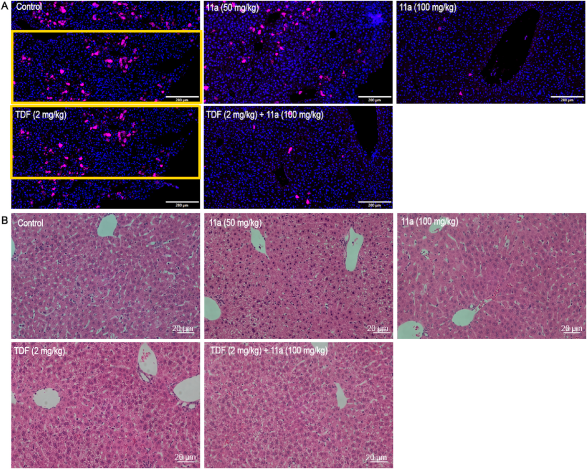 A
Control
11a (50 mg/kg)
11a (100 mg/kg)
200 µm
200 µm
200 µm
TDF (2 mg/kg)
TDF (2 mg/kg) + 11a (100 mg/kg)
200 µm
200 µm
B
Control
11a (50 mg/kg)
11a (100 mg/kg)
20 µm
20 µm
20 µm
TDF (2 mg/kg)
TDF (2 mg/kg) + 11a (100 mg/kg)
20 µm
20 µm